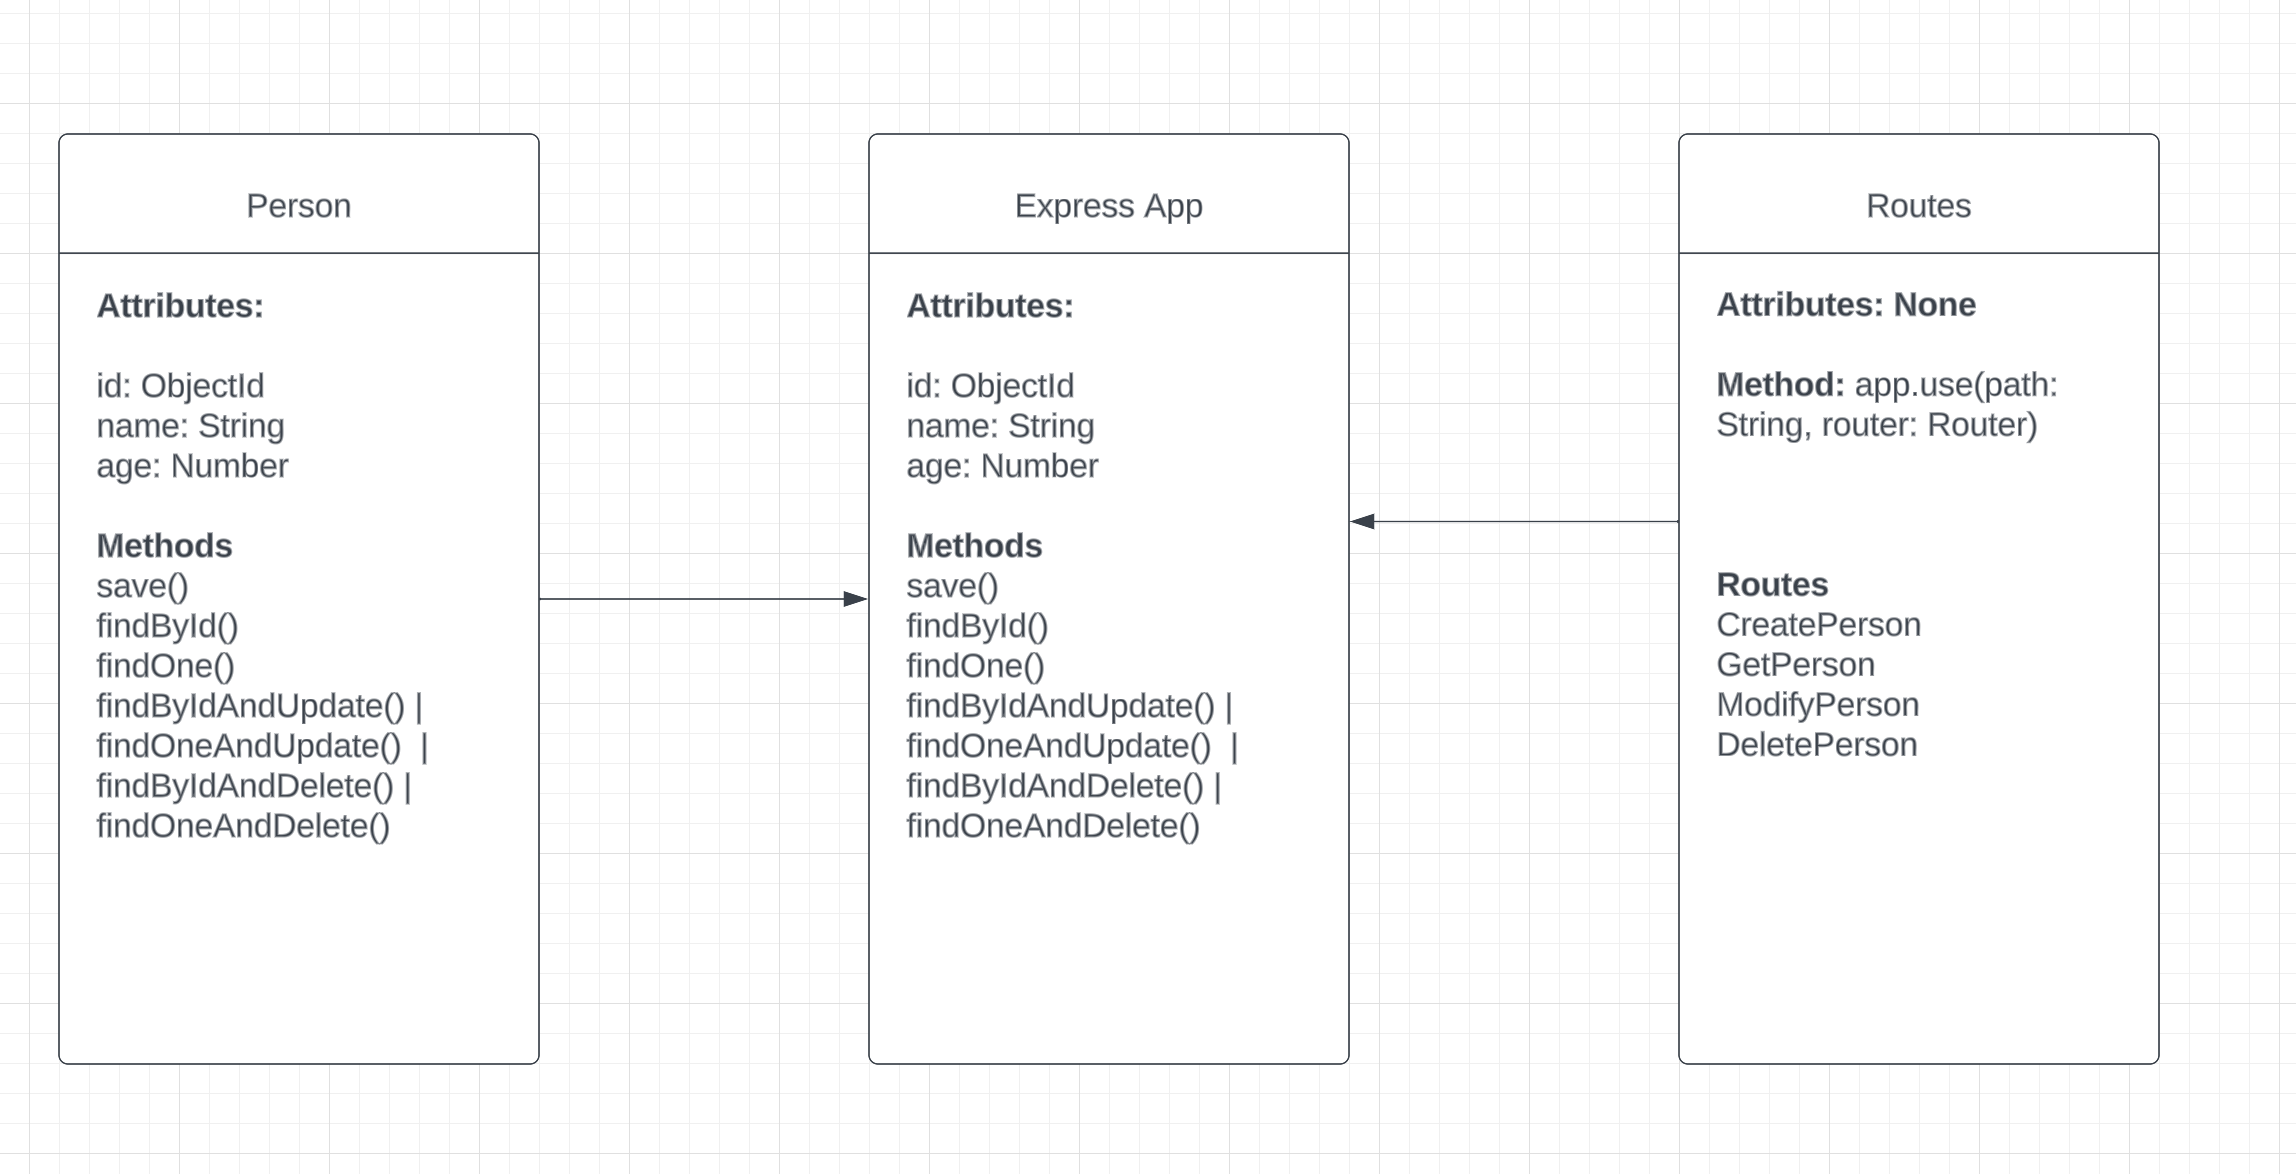 Person
Attributes:
id: ObjectId
name: String
age: Number
Methods
save()
findById()
findOne()
findByIdAndUpdate() |
findOneAndUpdate()  |
findByIdAndDelete() |
findOneAndDelete()
Express App
Attributes:
id: ObjectId
name: String
age: Number
Methods
save()
findById()
findOne()
findByIdAndUpdate() |
findOneAndUpdate()  |
findByIdAndDelete() |
findOneAndDelete()
Routes
Attributes: None
Method: app.use(path:
String, router: Router)
Routes
CreatePerson
GetPerson
ModifyPerson
DeletePerson